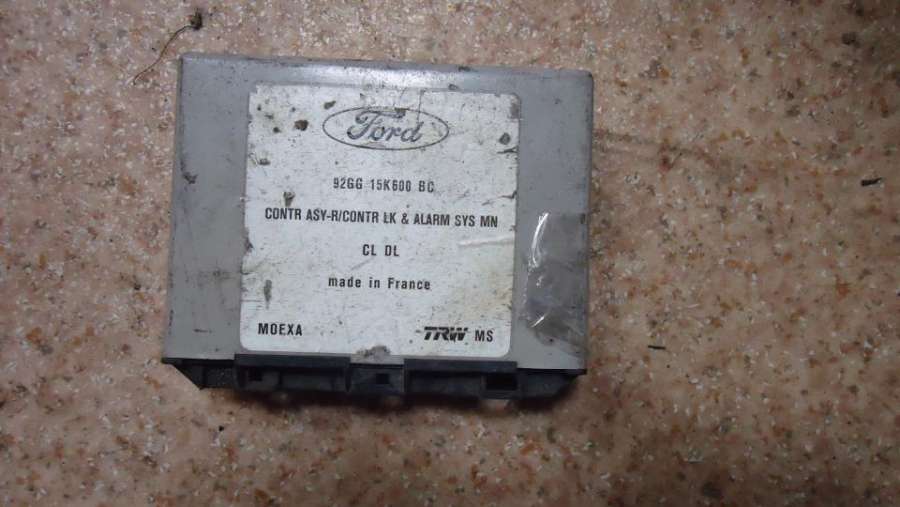 Ford
92GG 15K600 BC
CONTR ASY-R/CONTR LK & ALARM SYS MN
CL DL
made in France
MOEXA TRW MS